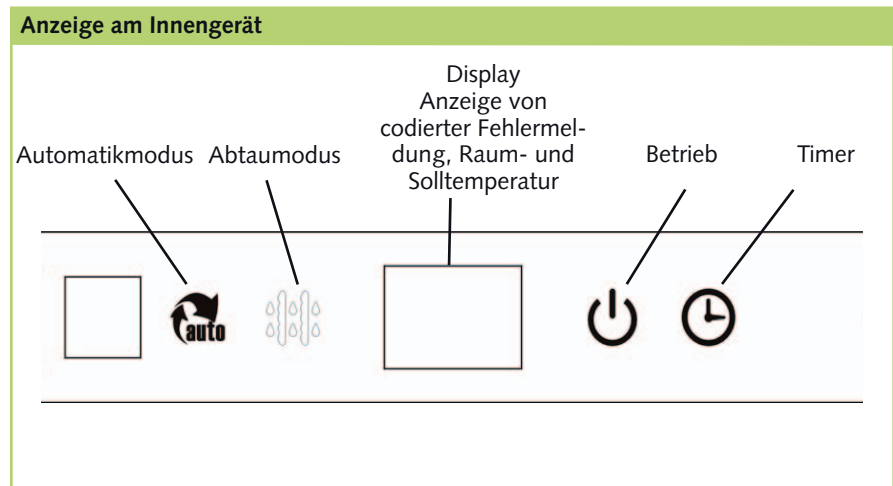 Anzeige am Innengerät
Display
Anzeige von
codierter Fehlermel-
dung, Raum- und
Solltemperatur
Automatikmodus
Abtaumodus
Betrieb
Timer
auto